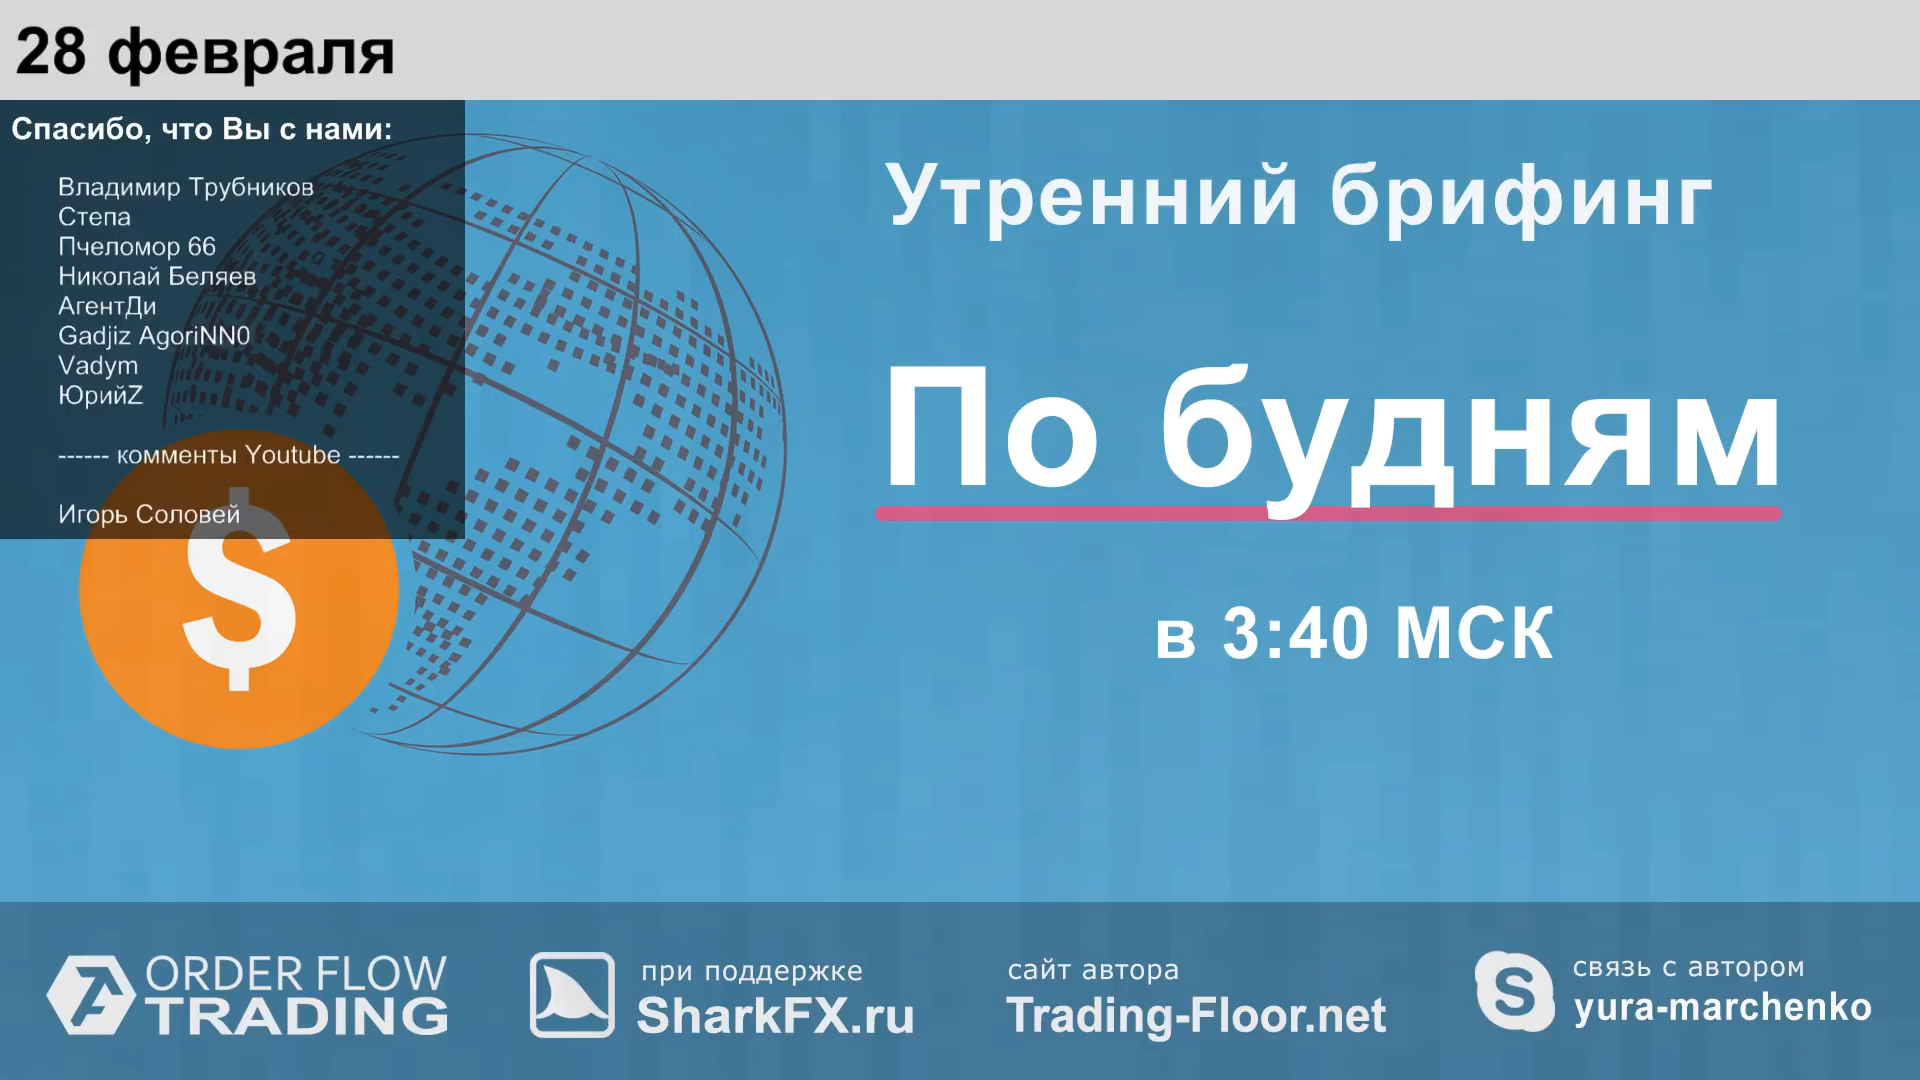 28 февраля
Спасибо, что Вы с нами:
Владимир Трубников
Степа
Пчеломор 66
Николай Беляев
АгентДи
Gadjiz AgoriNN0
Vadym
ЮрийZ
------ комменты Youtube ------
Игорь Соловей
$
Утренний брифинг
По будням
в 3:40 МСК
ORDER FLOW
TRADING
при поддержке
SharkFX.ru
сайт автора
Trading-Floor.net
связь с автором
yura-marchenko